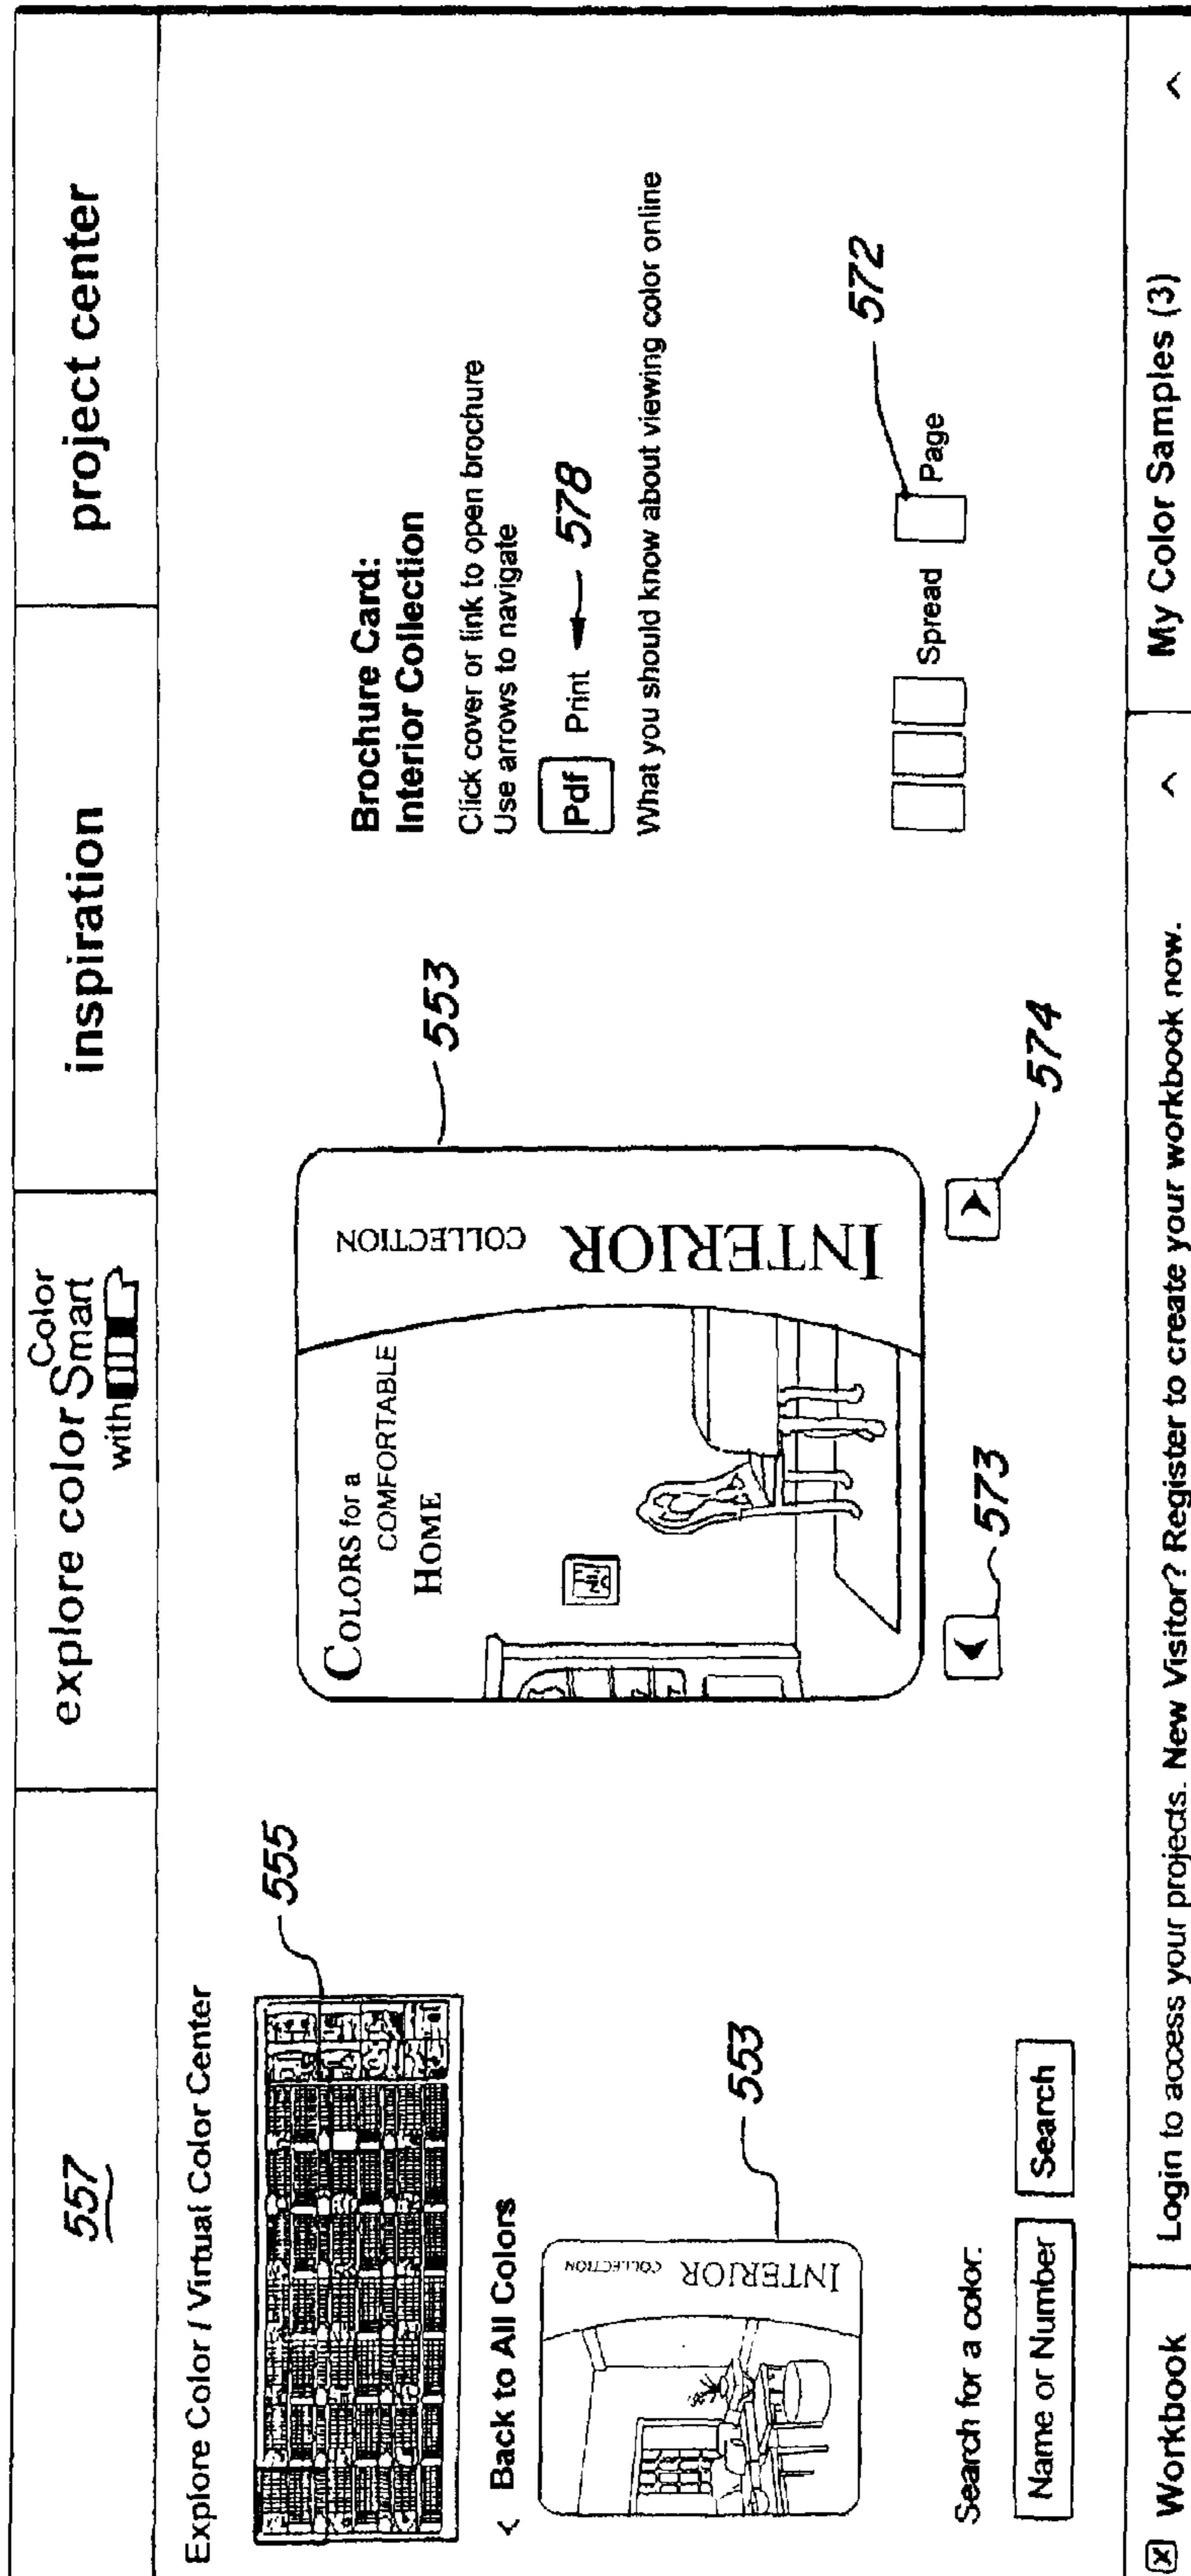 557
explore color
Color
Smart
with
inspiration
project center
Explore Color / Virtual Color Center
555
< Back to All Colors
INTERIOR
COLLECTION
553
Search for a color:
Name or Number
Search
COLORS for a
COMFORTABLE
HOME
INTERIOR
COLLECTION
553
573
574
Brochure Card:
Interior Collection
Click cover or link to open brochure
Use arrows to navigate
Pdf Print 578
What you should know about viewing color online
Spread Page
572
Workbook
Login to access your projects. New Visitor? Register to create your workbook now. ^
My Color Samples (3) ^